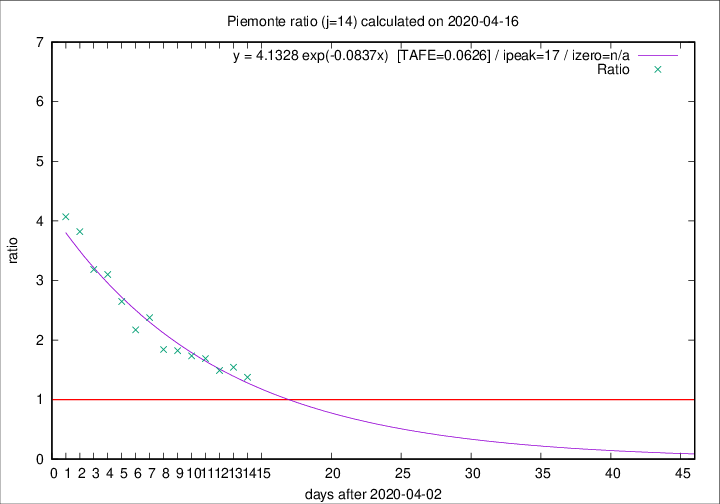 Piemonte ratio (j=14) calculated on 2020-04-16
y = 4.1328 exp(-0.0837x)  [TAFE=0.0626] / ipeak=17 / izero=n/a
Ratio
7
6
5
4
3
2
1
0
ratio
0 1 2 3 4 5 6 7 8 9 10 11 12 13 14 15 20 25 30 35 40 45
days after 2020-04-02